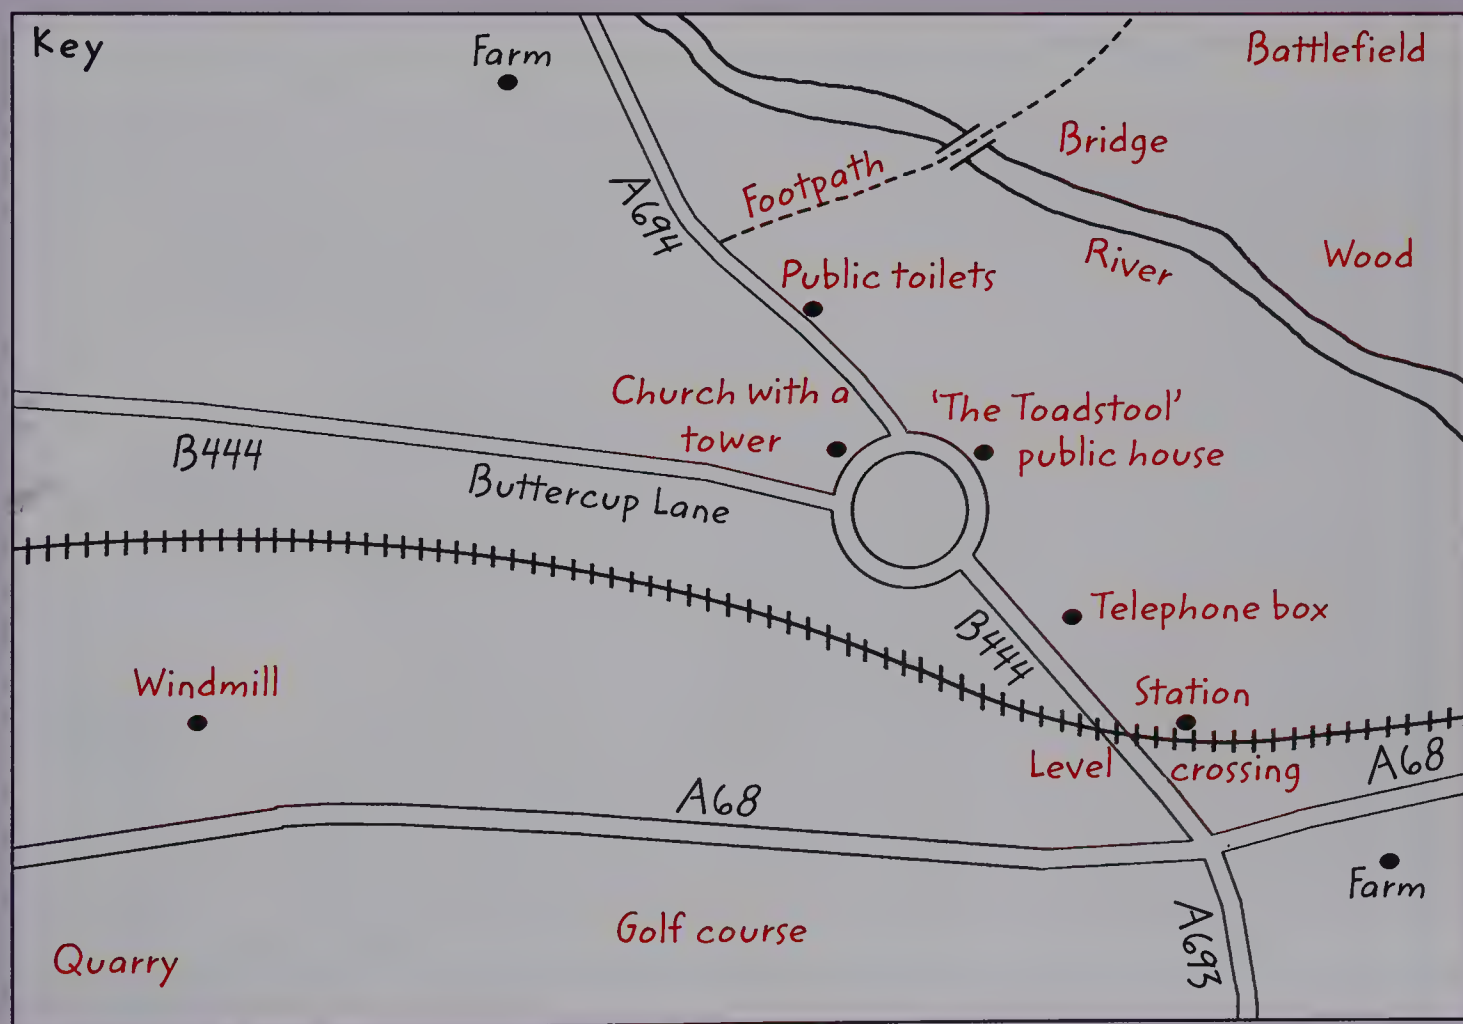 Key
Farm
Battlefield
Bridge
Footpath
A694
River
Wood
Public toilets
Church with a
tower
'The Toadstool'
public house
B444
Buttercup Lane
Telephone box
B444
Windmill
Station
Level crossing
A68
A68
Farm
Golf course
A693
Quarry